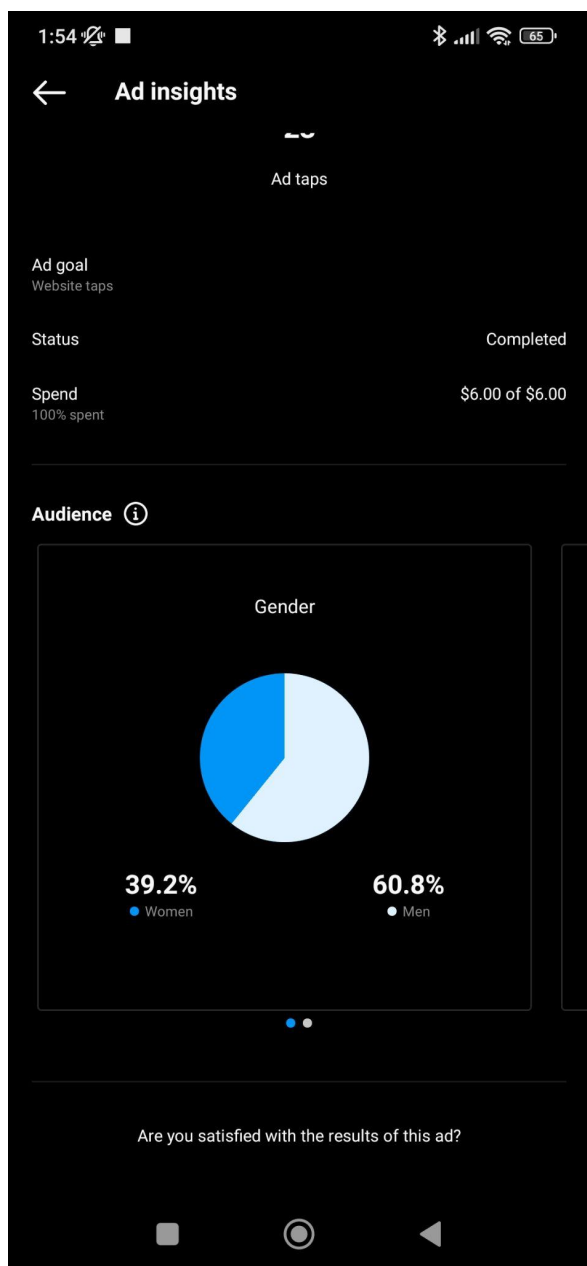 1:54
65
Ad insights
Ad taps
Ad goal
Website taps
Status
Completed
Spend
$6.00 of $6.00
100% spent
Audience
Gender
39.2%
60.8%
Women
Men
Are you satisfied with the results of this ad?